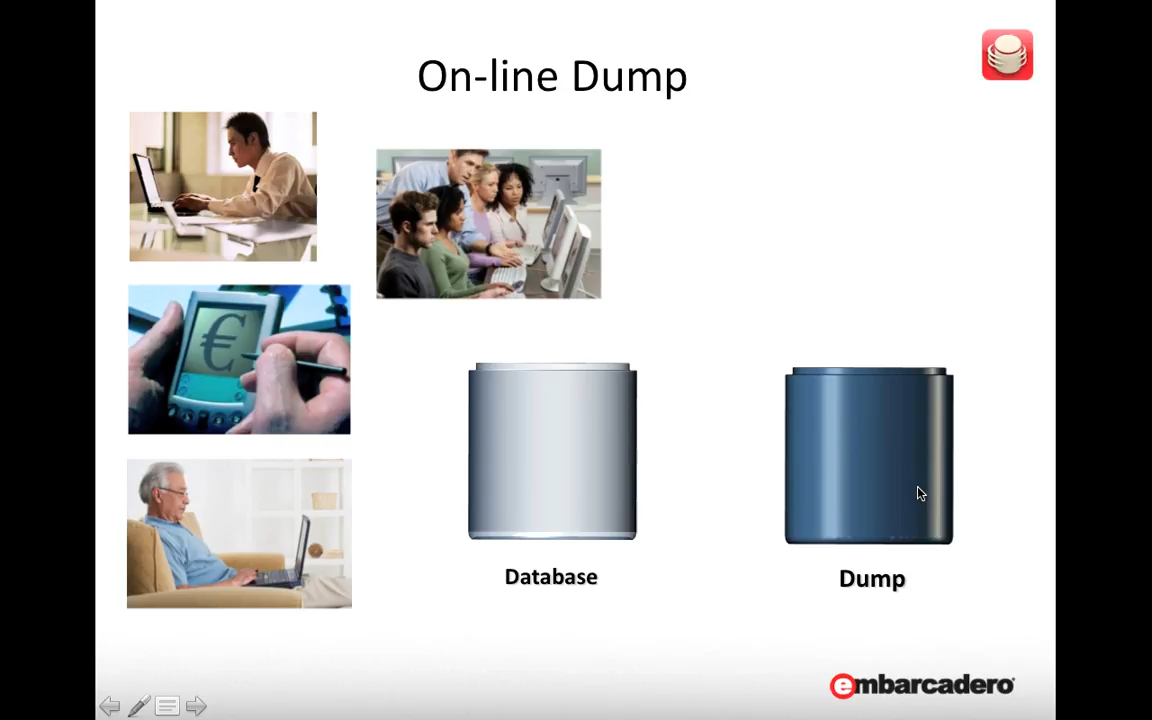 On-line Dump
€
Database
Dump
embarcadero